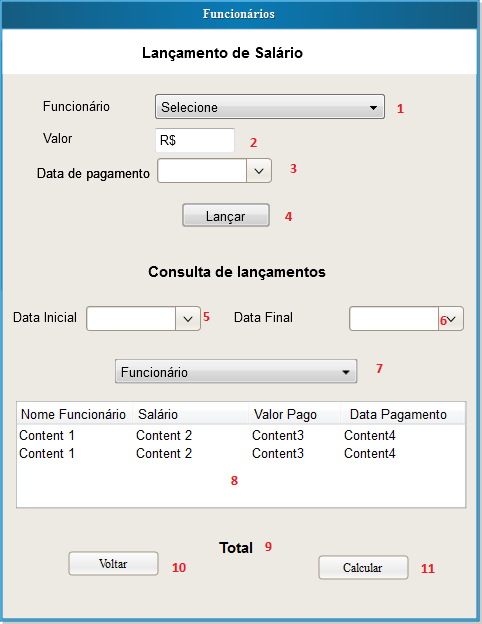 Funcionários
Lançamento de Salário
Funcionário Selecione 1
Valor R$ 2
Data de pagamento 3
Lançar 4
Consulta de lançamentos
Data Inicial 5 Data Final 6
Funcionário 7
Nome Funcionário Salário Valor Pago Data Pagamento
Content 1 Content 2 Content3 Content4
Content 1 Content 2 Content3 Content4
8
Total 9
Voltar 10 Calcular 11